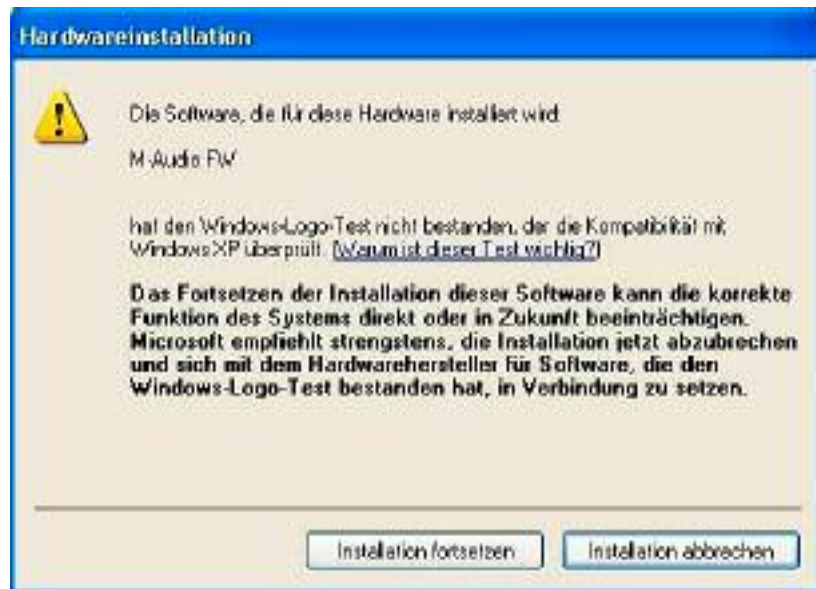 Hardwareinstallation
Die Software, die für diese Hardware installiert wird:
M-Audio FW
hat den Windows-Logo-Test nicht bestanden, der die Kompatibilität mit
Windows XP überprüft. (Warum ist dieser Test wichtig?)
Das Fortsetzen der Installation dieser Software kann die korrekte
Funktion des Systems direkt oder in Zukunft beeinträchtigen.
Microsoft empfiehlt strengstens, die Installation jetzt abzubrechen
und sich mit dem Hardwarehersteller für Software, die den
Windows-Logo-Test bestanden hat, in Verbindung zu setzen.
Installation fortsetzen
Installation abbrechen